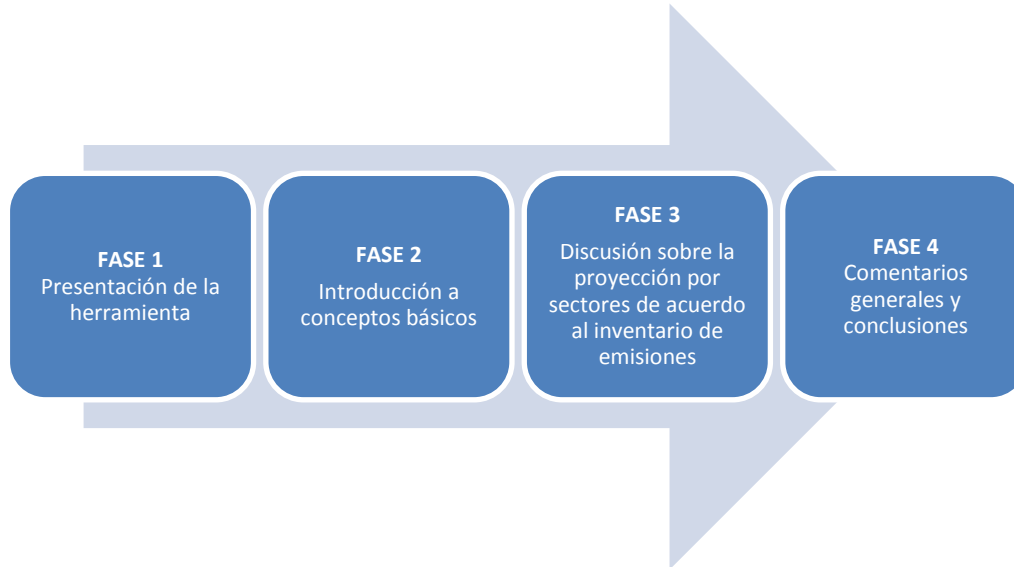 FASE 1
Presentación de la
herramienta
FASE 2
Introducción a
conceptos básicos
FASE 3
Discusión sobre la
proyección por
sectores de acuerdo
al inventario de
emisiones
FASE 4
Comentarios
generales y
conclusiones